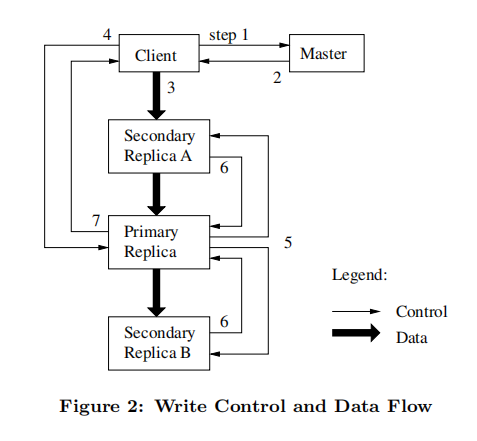 4
step 1
Client
Master
2
3
Secondary
Replica A
6
7
Primary
Replica
5
Legend:
Control
6
Secondary
Replica B
Data
Figure 2: Write Control and Data Flow